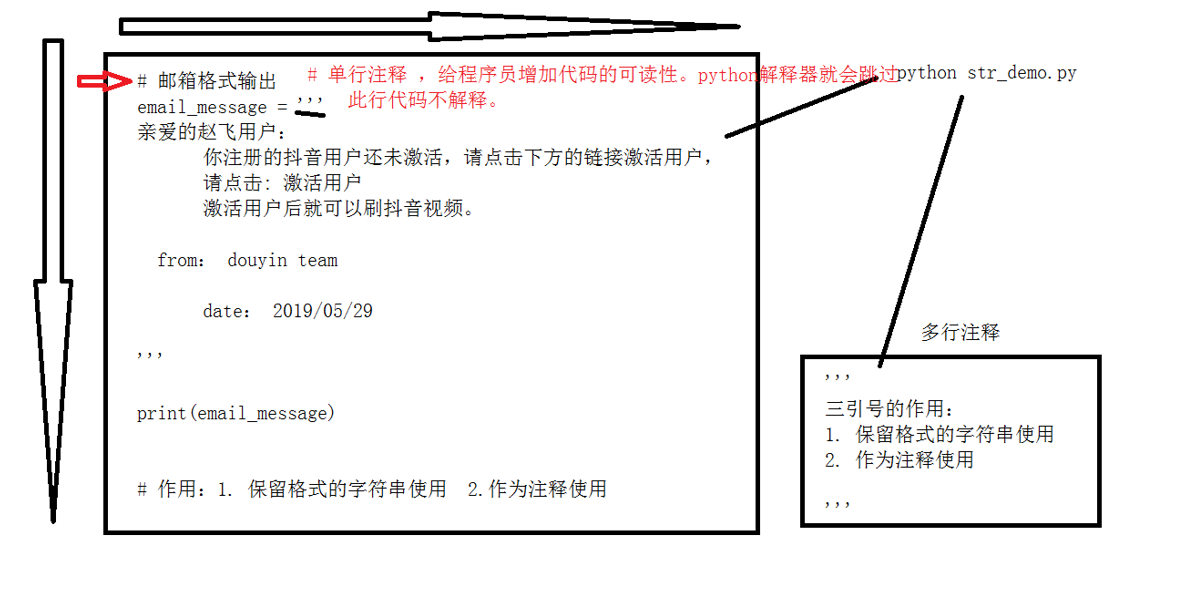 # 邮箱格式输出
# 单行注释 ，给程序员增加代码的可读性。python解释器就会跳过
此行代码不解释。
python str_demo.py
email_message = '''
亲爱的赵飞用户：
你注册的抖音用户还未激活，请点击下方的链接激活用户，
请点击: 激活用户
激活用户后就可以刷抖音视频。
from： douyin team
date： 2019/05/29
'''
print(email_message)
# 作用：1. 保留格式的字符串使用 2.作为注释使用
多行注释
'''
三引号的作用：
1. 保留格式的字符串使用
2. 作为注释使用
'''